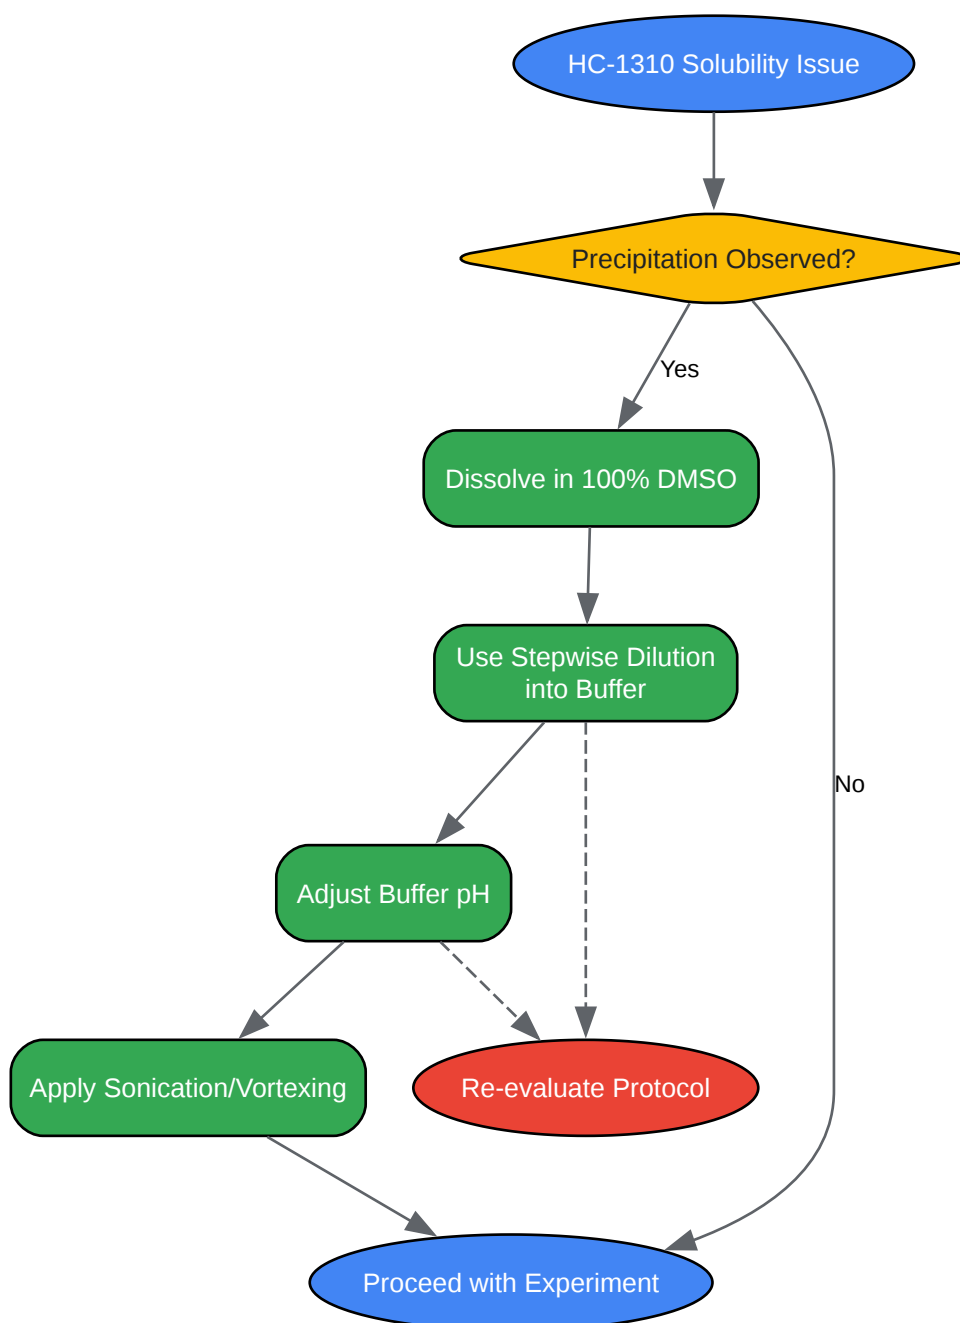 HC-1310 Solubility Issue
Precipitation Observed?
Yes
Dissolve in 100% DMSO
Use Stepwise Dilution
into Buffer
No
Adjust Buffer pH
Apply Sonication/Vortexing
Re-evaluate Protocol
Proceed with Experiment